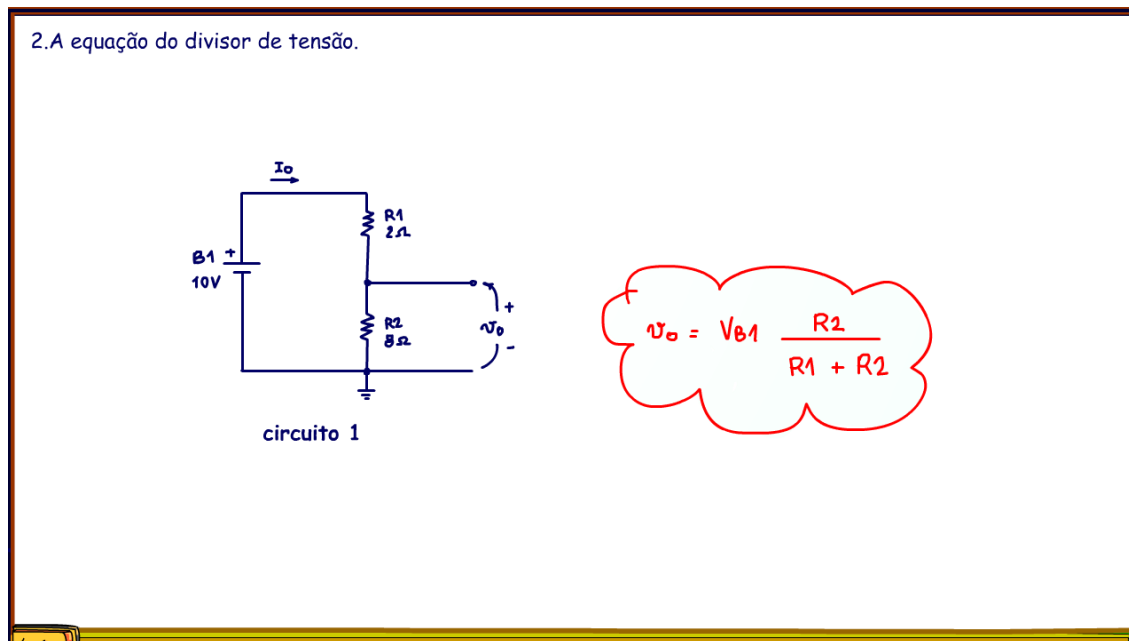 2.A equação do divisor de tensão.
Io
R1
2Ω
B1 +
10V
R2
8Ω
+
vo
-
vo = VB1 R2
R1 + R2
circuito 1